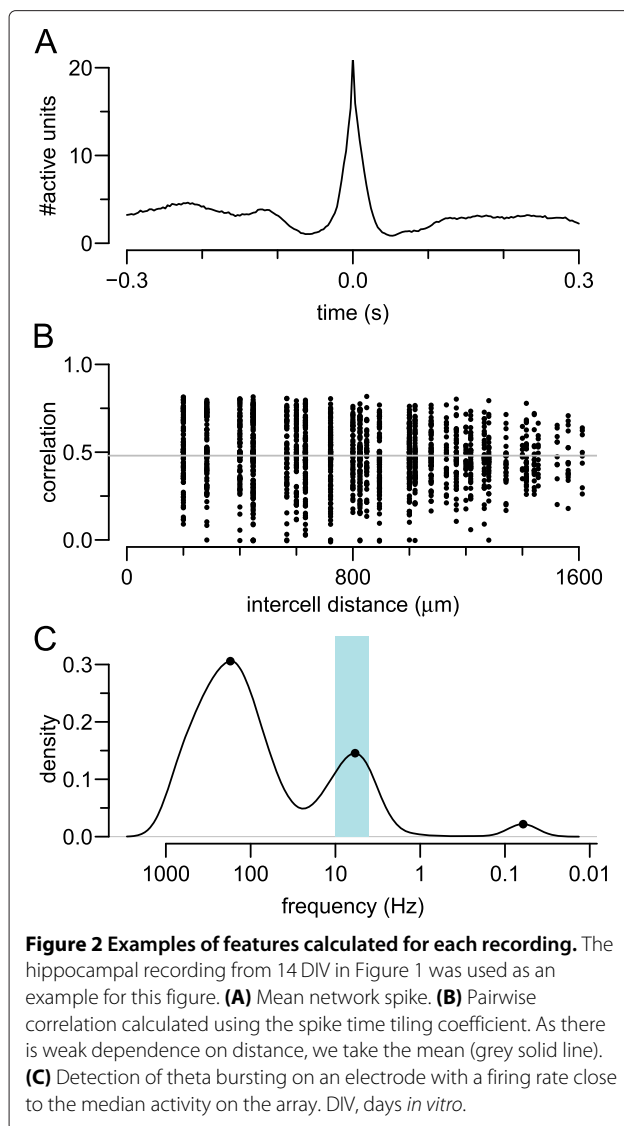 A
20
10
0
#active units
−0.3
0.0
0.3
time (s)
B
1.0
0.5
0.0
correlation
0
800
1600
intercell distance (μm)
C
0.3
0.2
0.1
0.0
density
1000
100
10
1
0.1
0.01
frequency (Hz)
Figure 2 Examples of features calculated for each recording. The
hippocampal recording from 14 DIV in Figure 1 was used as an
example for this figure. (A) Mean network spike. (B) Pairwise
correlation calculated using the spike time tiling coefficient. As there
is weak dependence on distance, we take the mean (grey solid line).
(C) Detection of theta bursting on an electrode with a firing rate close
to the median activity on the array. DIV, days in vitro.